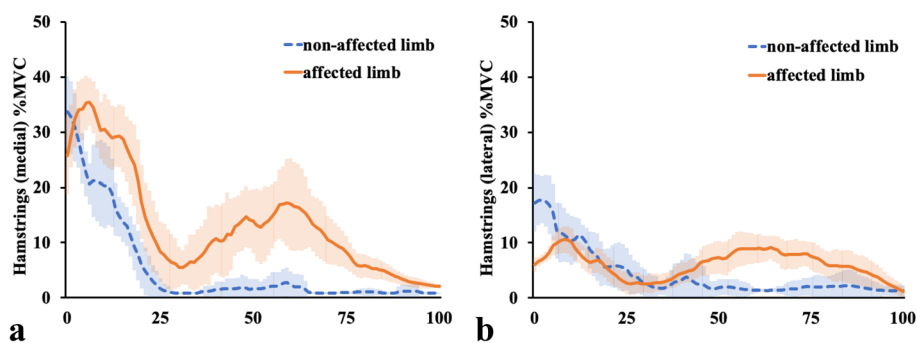 50
40
30
20
10
0
Hamstrings (medial) %MVC
non-affected limb
affected limb
0 25 50 75 100
a
50
40
30
20
10
0
Hamstrings (lateral) %MVC
non-affected limb
affected limb
0 25 50 75 100
b